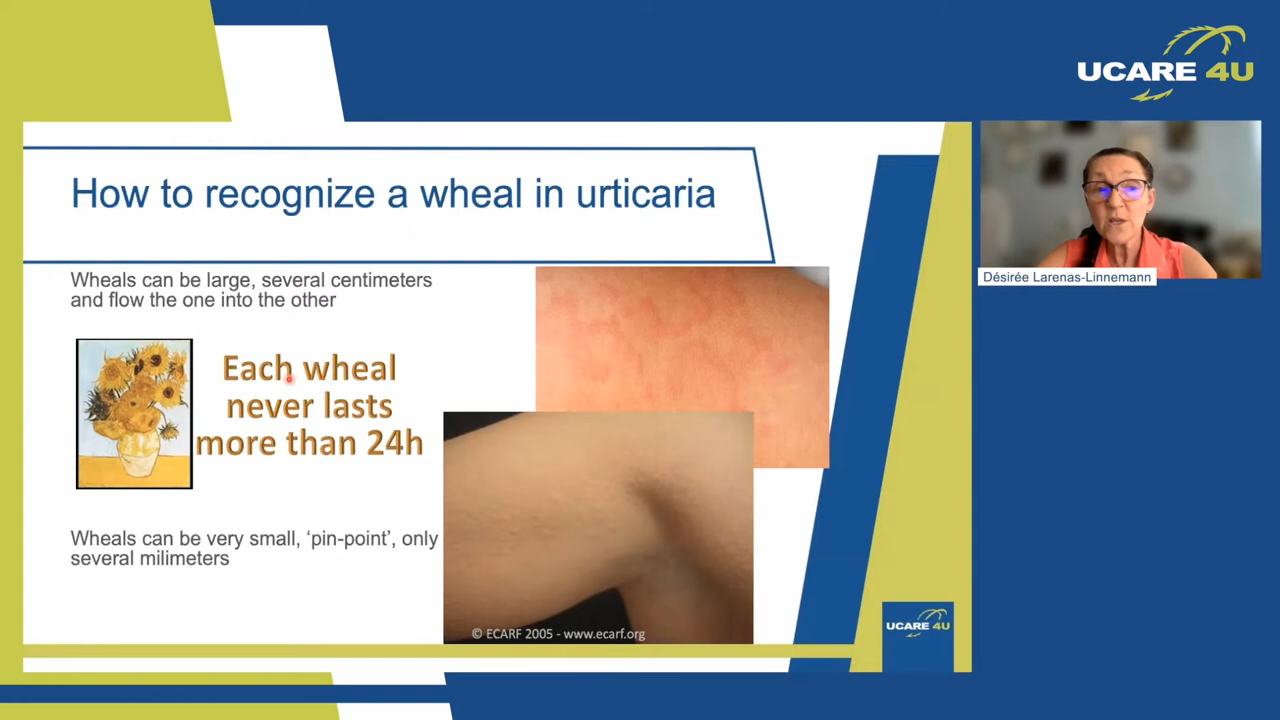 UCARE 4U
How to recognize a wheal in urticaria
Wheals can be large, several centimeters
and flow the one into the other
Each wheal
never lasts
more than 24h
Wheals can be very small, ‘pin-point’, only
several milimeters
© ECARF 2005 - www.ecarf.org
UCARE 4U
Désirée Larenas-Linnemann